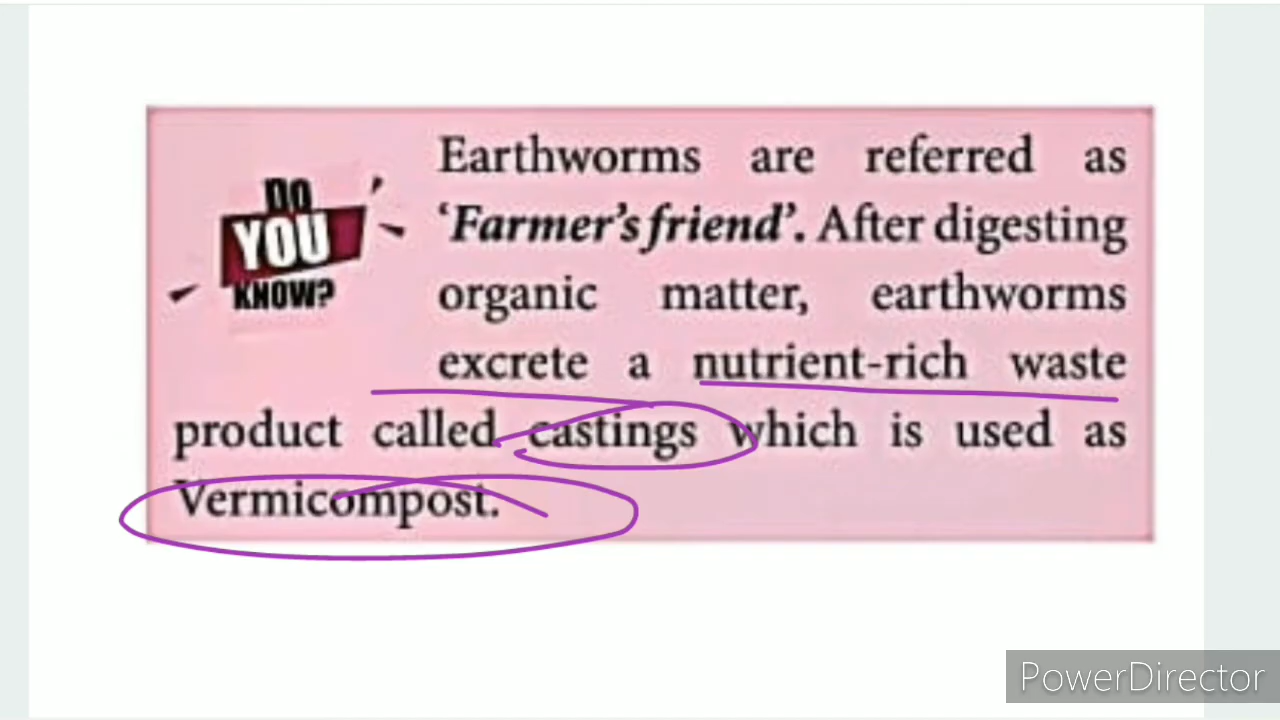 DO
YOU
KNOW?
Earthworms are referred as
‘Farmer’s friend’. After digesting
organic matter, earthworms
excrete a nutrient-rich waste
product called castings which is used as
Vermicompost.
PowerDirector